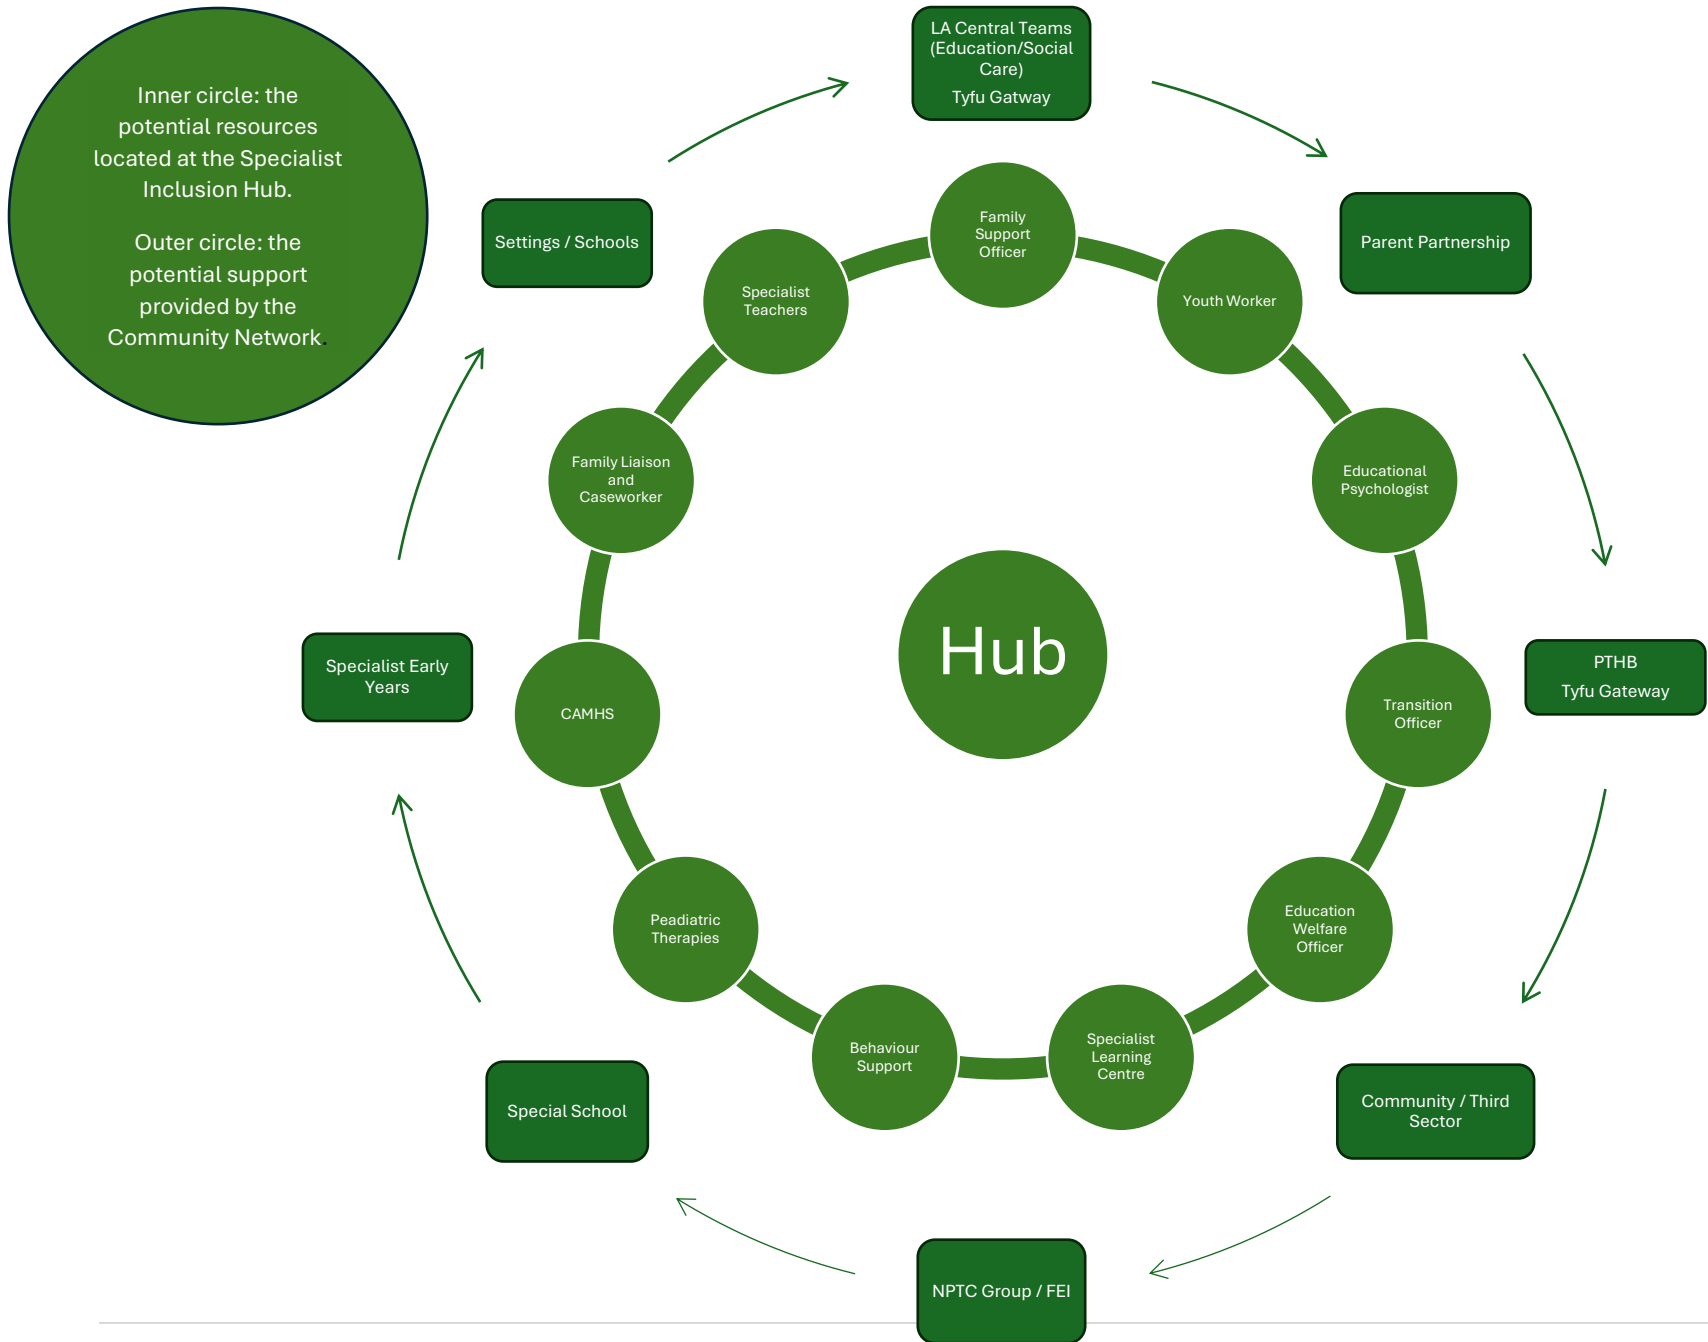 Inner circle: the
potential resources
located at the Specialist
Inclusion Hub.
Outer circle: the
potential support
provided by the
Community Network.
LA Central Teams
(Education/Social
Care)
Tyfu Gatway
Parent Partnership
PTHB
Tyfu Gateway
Community / Third
Sector
NPTC Group / FEI
Special School
Specialist Early
Years
Settings / Schools
Family
Support
Officer
Youth Worker
Educational
Psychologist
Transition
Officer
Education
Welfare
Officer
Specialist
Learning
Centre
Behaviour
Support
Peadiatric
Therapies
CAMHS
Family Liaison
and
Caseworker
Specialist
Teachers
Hub